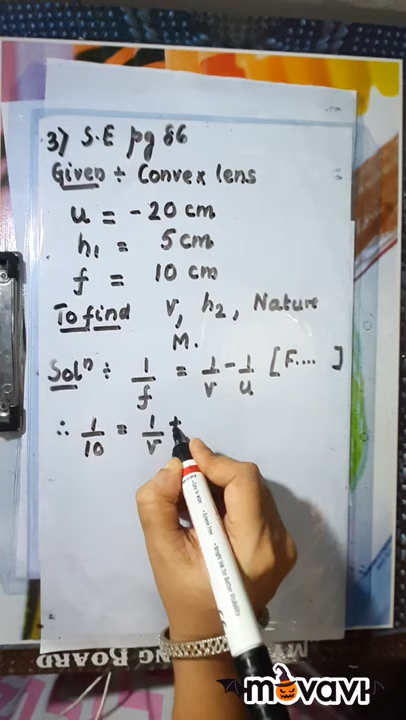 3) S.E pg 86
Given ÷ Convex lens
u = -20 cm
h₁ = 5 cm
f = 10 cm
To find v, h₂, Nature
M.
Solⁿ ÷ 1/f = 1/v - 1/u [F.... ]
∴ 1/10 = 1/v +
BOARD
movavi